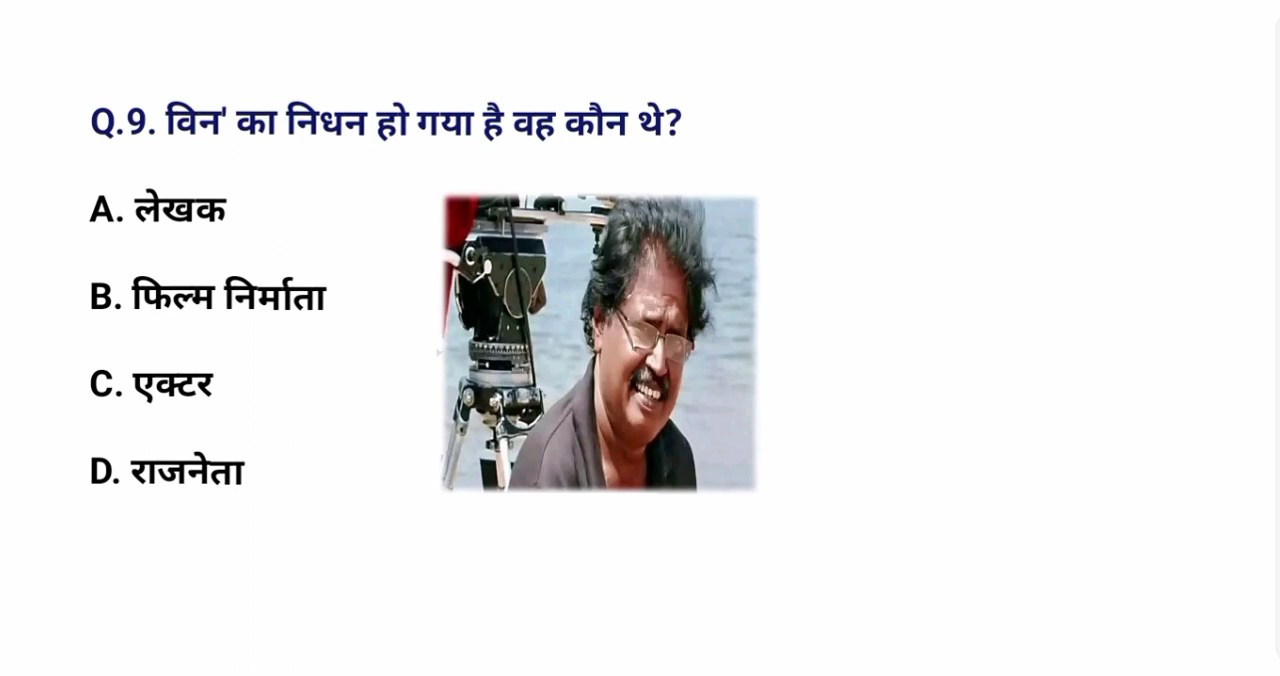 Q.9. विन' का निधन हो गया है वह कौन थे?
A. लेखक
B. फिल्म निर्माता
C. एक्टर
D. राजनेता